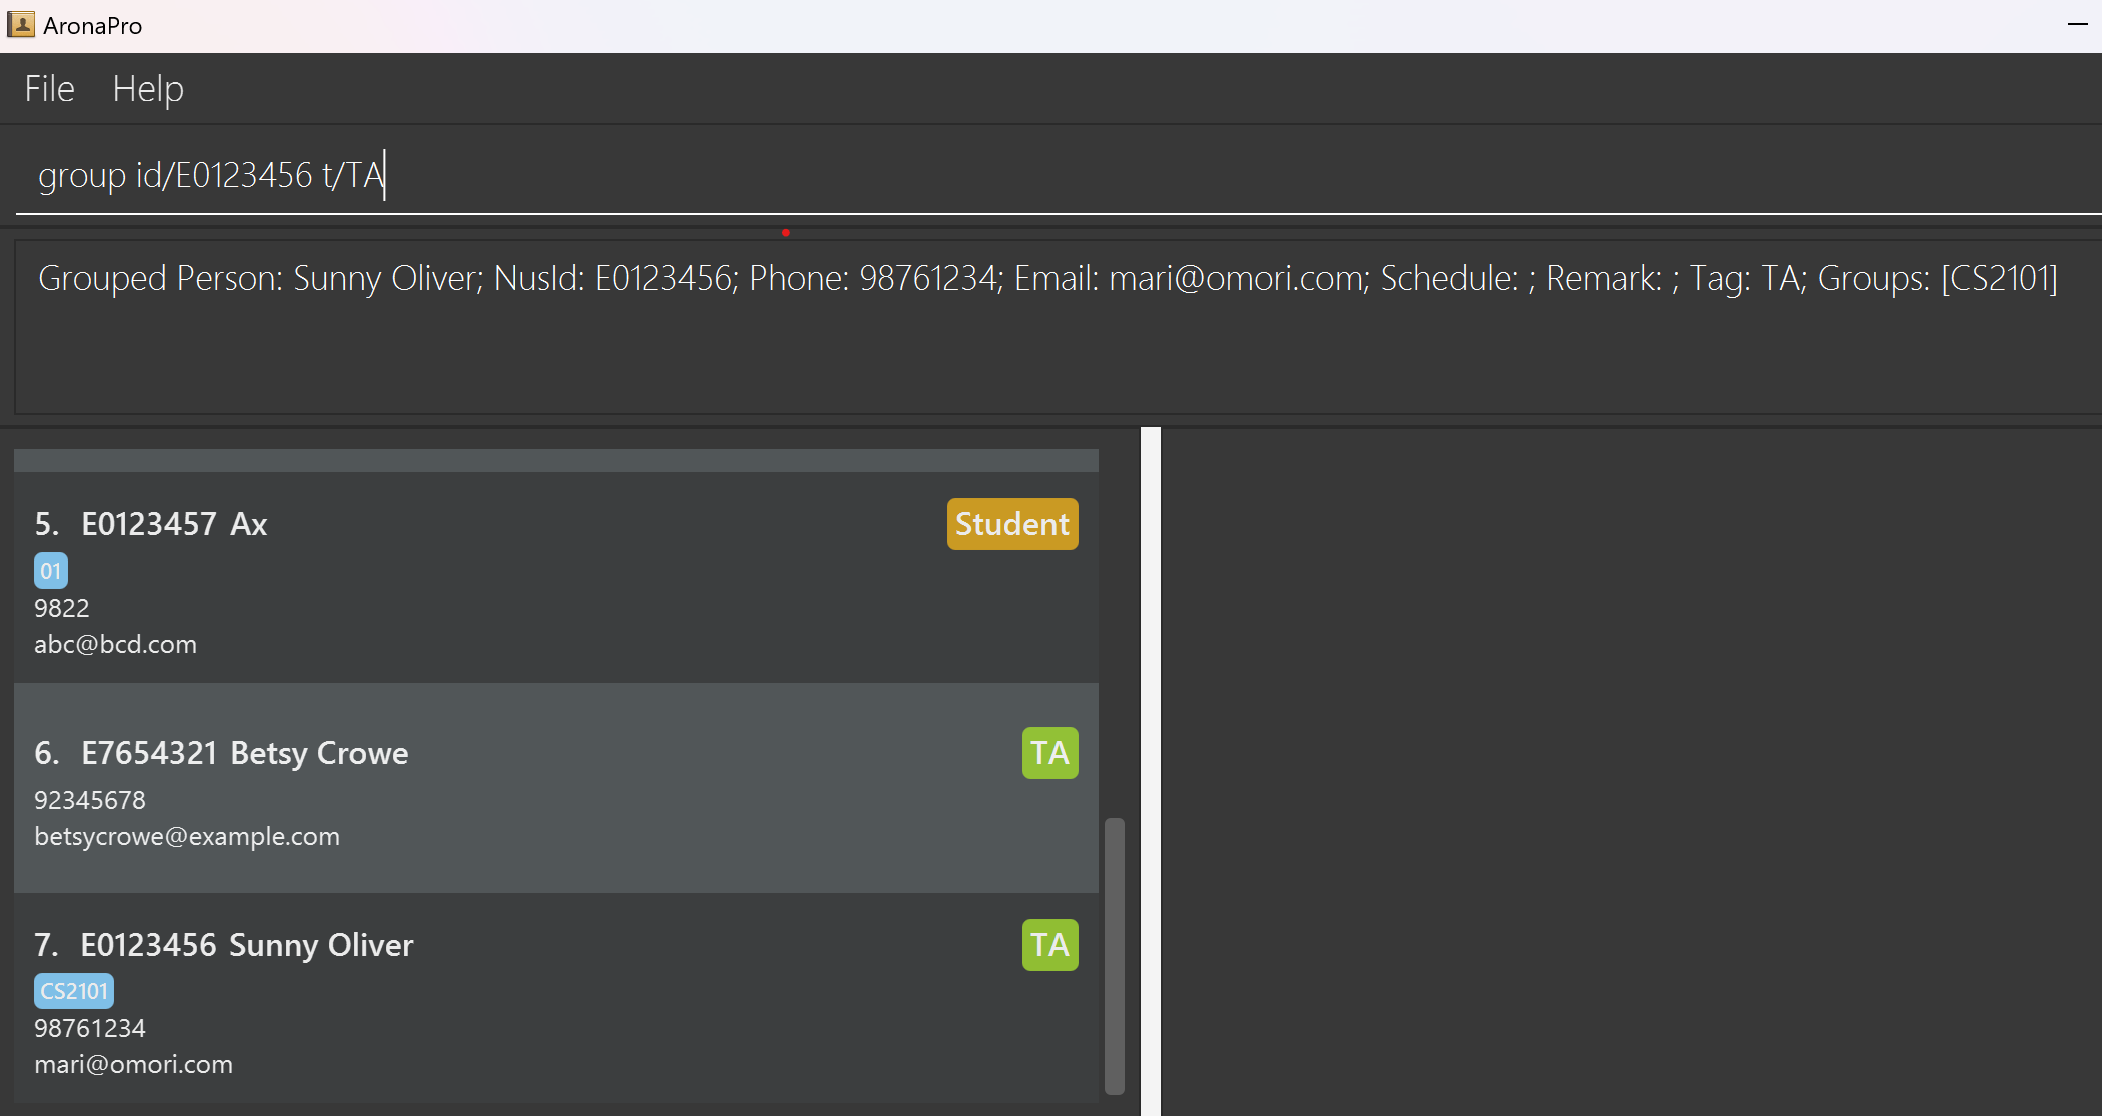 AronaPro
File Help
group id/E0123456 t/TA
Grouped Person: Sunny Oliver; NusId: E0123456; Phone: 98761234; Email: mari@omori.com; Schedule: ; Remark: ; Tag: TA; Groups: [CS2101]
5. E0123457 Ax Student
01
9822
abc@bcd.com
6. E7654321 Betsy Crowe TA
92345678
betsycrowe@example.com
7. E0123456 Sunny Oliver TA
CS2101
98761234
mari@omori.com